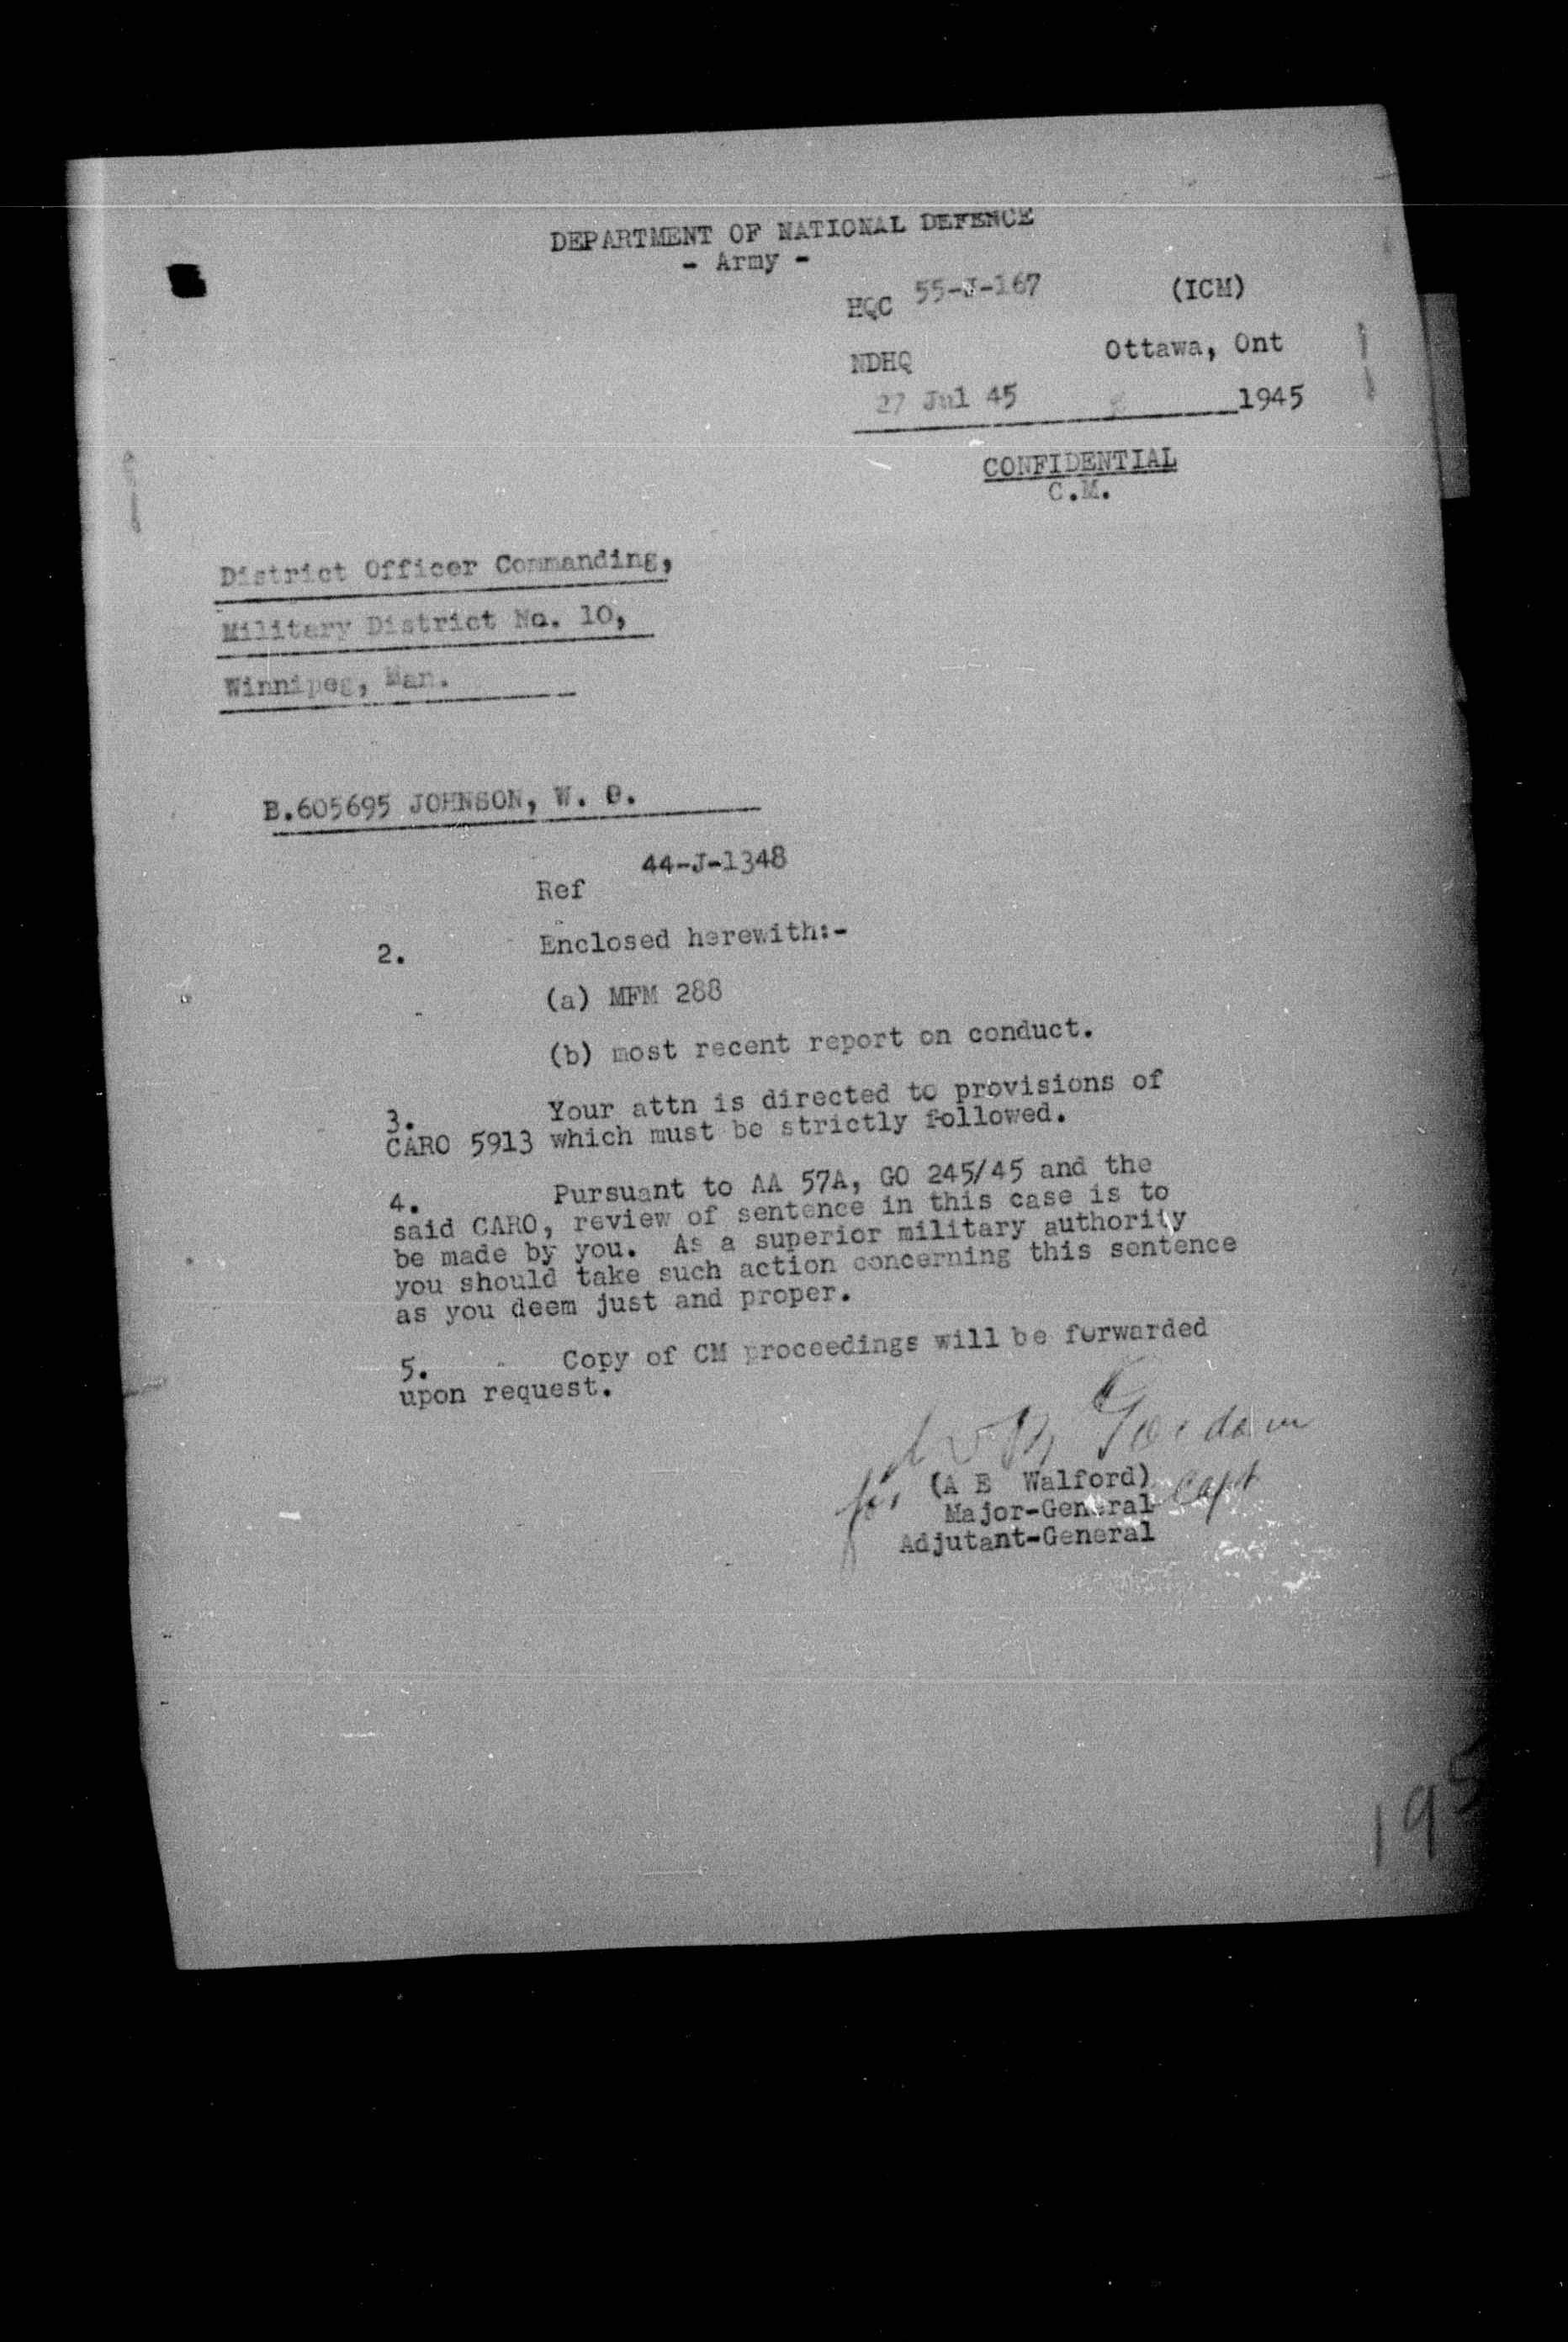 DEPARTMENT OF NATIONAL DEFENCE
- Army -
HQC 55-J-167 (ICM)
NDHQ Ottawa, Ont
27 Jul 45 1945
CONFIDENTIAL
C.M.
District Officer Commanding,
Military District No. 10,
Winnipeg, Man.
B.605695 JOHNSON, W. O.
44-J-1348
Ref
2. Enclosed herewith:-
(a) MFM 288
(b) most recent report on conduct.
3. Your attn is directed to provisions of
CARO 5913 which must be strictly followed.
4. Pursuant to AA 57A, GO 245/45 and the
said CARO, review of sentence in this case is to
be made by you. As a superior military authority
you should take such action concerning this sentence
as you deem just and proper.
5. Copy of CM proceedings will be forwarded
upon request.
Gordon
for (A E Walford) Capt
Major-General
Adjutant-General
195